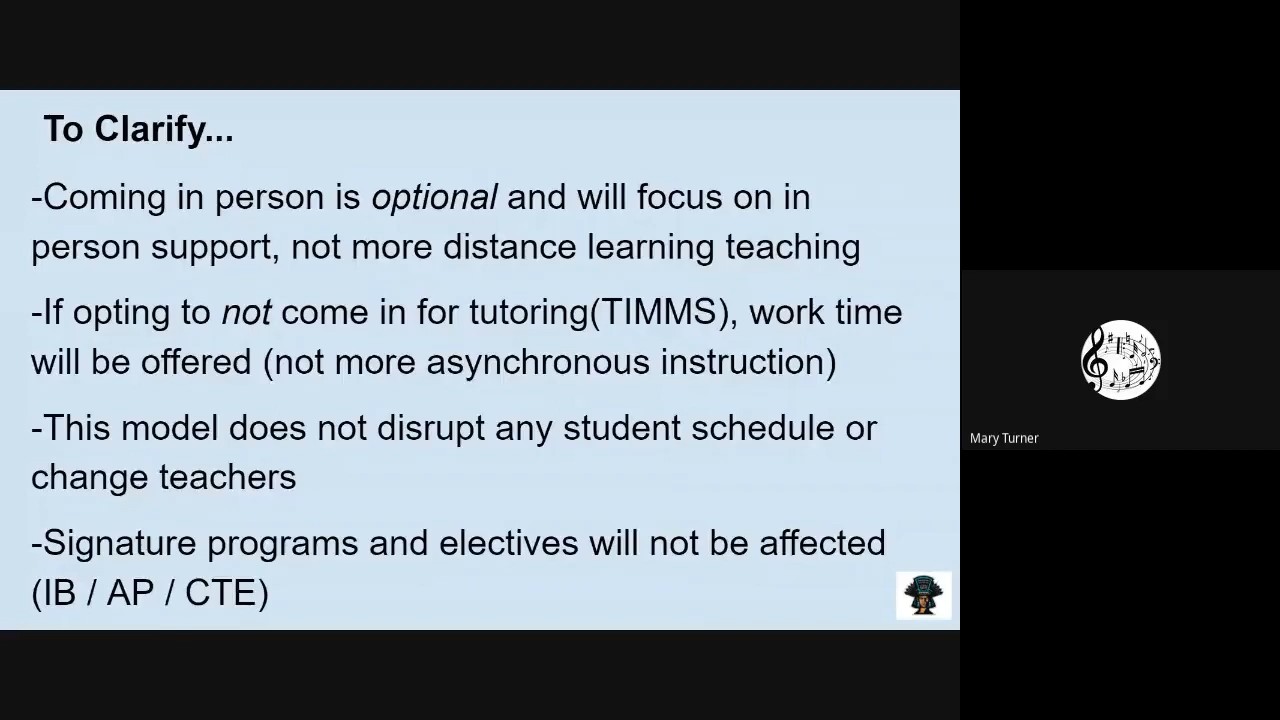 To Clarify...
-Coming in person is optional and will focus on in
person support, not more distance learning teaching
-If opting to not come in for tutoring(TIMMS), work time
will be offered (not more asynchronous instruction)
-This model does not disrupt any student schedule or
change teachers
-Signature programs and electives will not be affected
(IB / AP / CTE)
Mary Turner